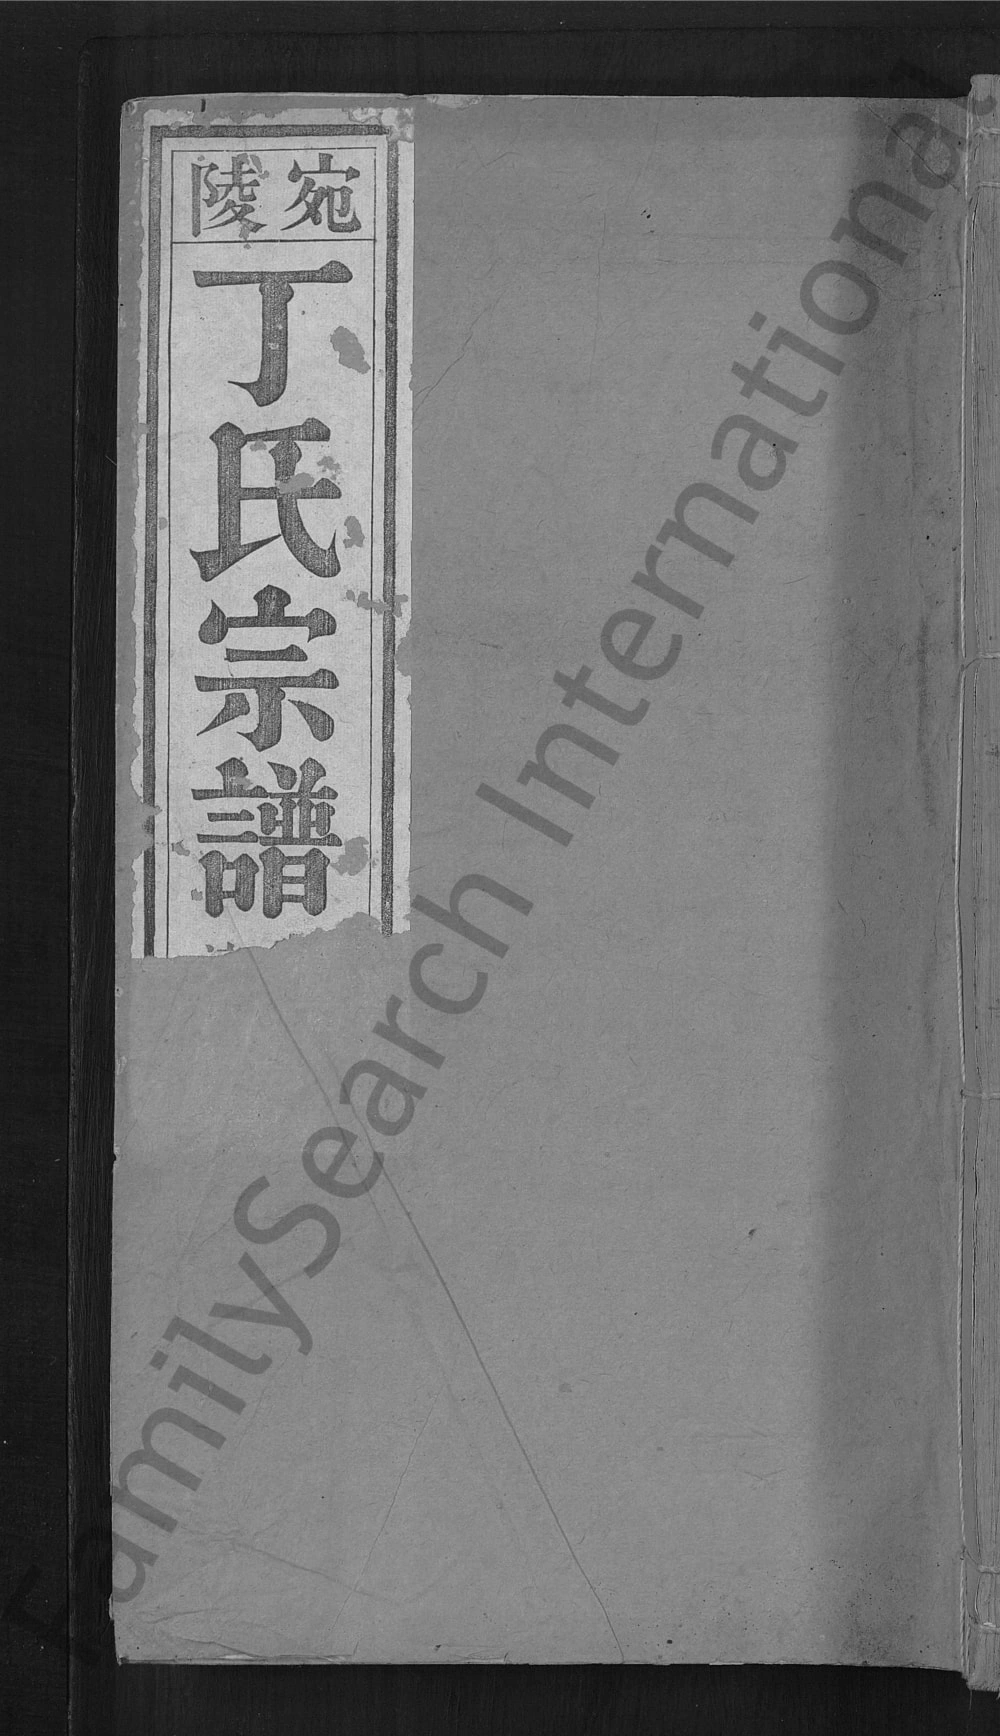 宛陵
丁氏宗譜
FamilySearch International